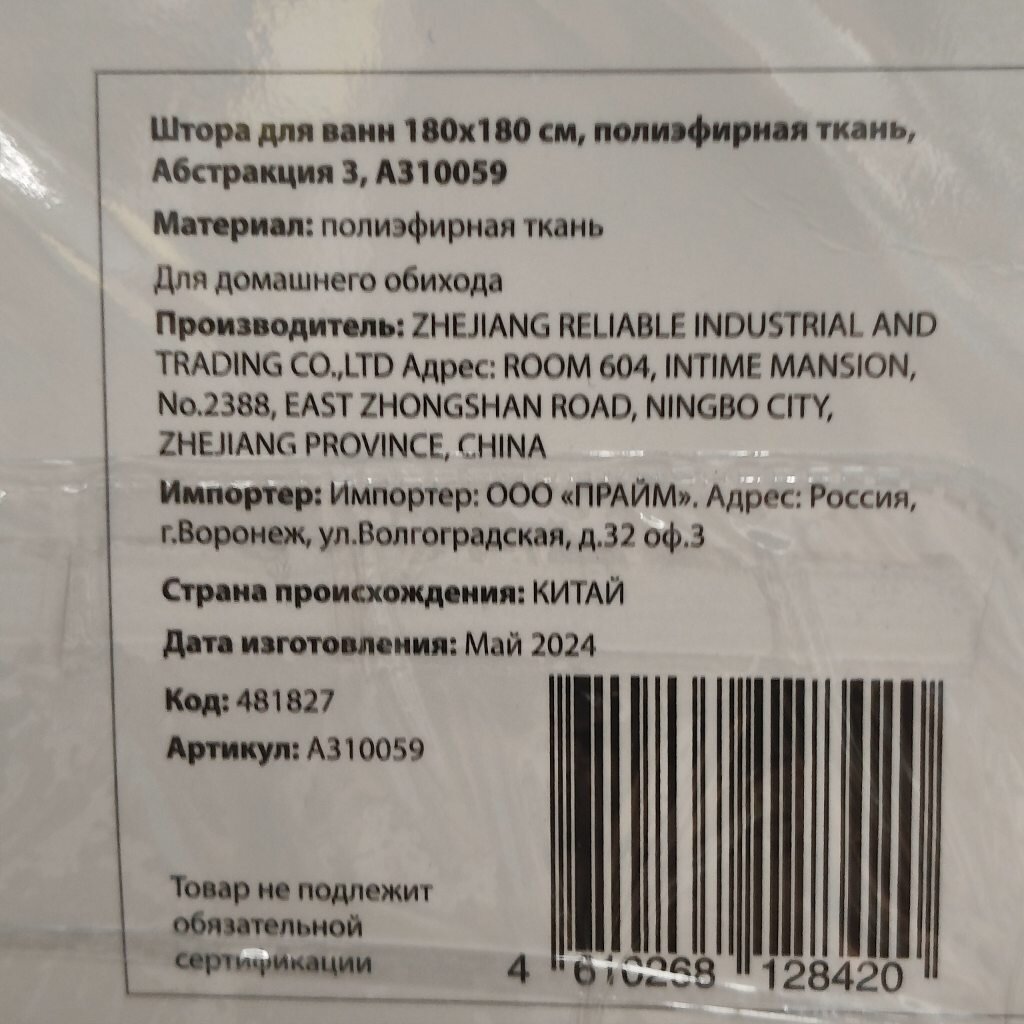 Штора для ванн 180х180 см, полиэфирная ткань,
Абстракция 3, А310059
Материал: полиэфирная ткань
Для домашнего обихода
Производитель: ZHEJIANG RELIABLE INDUSTRIAL AND
TRADING CO.,LTD Адрес: ROOM 604, INTIME MANSION,
No.2388, EAST ZHONGSHAN ROAD, NINGBO CITY,
ZHEJIANG PROVINCE, CHINA
Импортер: Импортер: ООО «ПРАЙМ». Адрес: Россия,
г.Воронеж, ул.Волгоградская, д.32 оф.3
Страна происхождения: КИТАЙ
Дата изготовления: Май 2024
Код: 481827
Артикул: А310059
Товар не подлежит
обязательной
сертификации
4 610268 128420